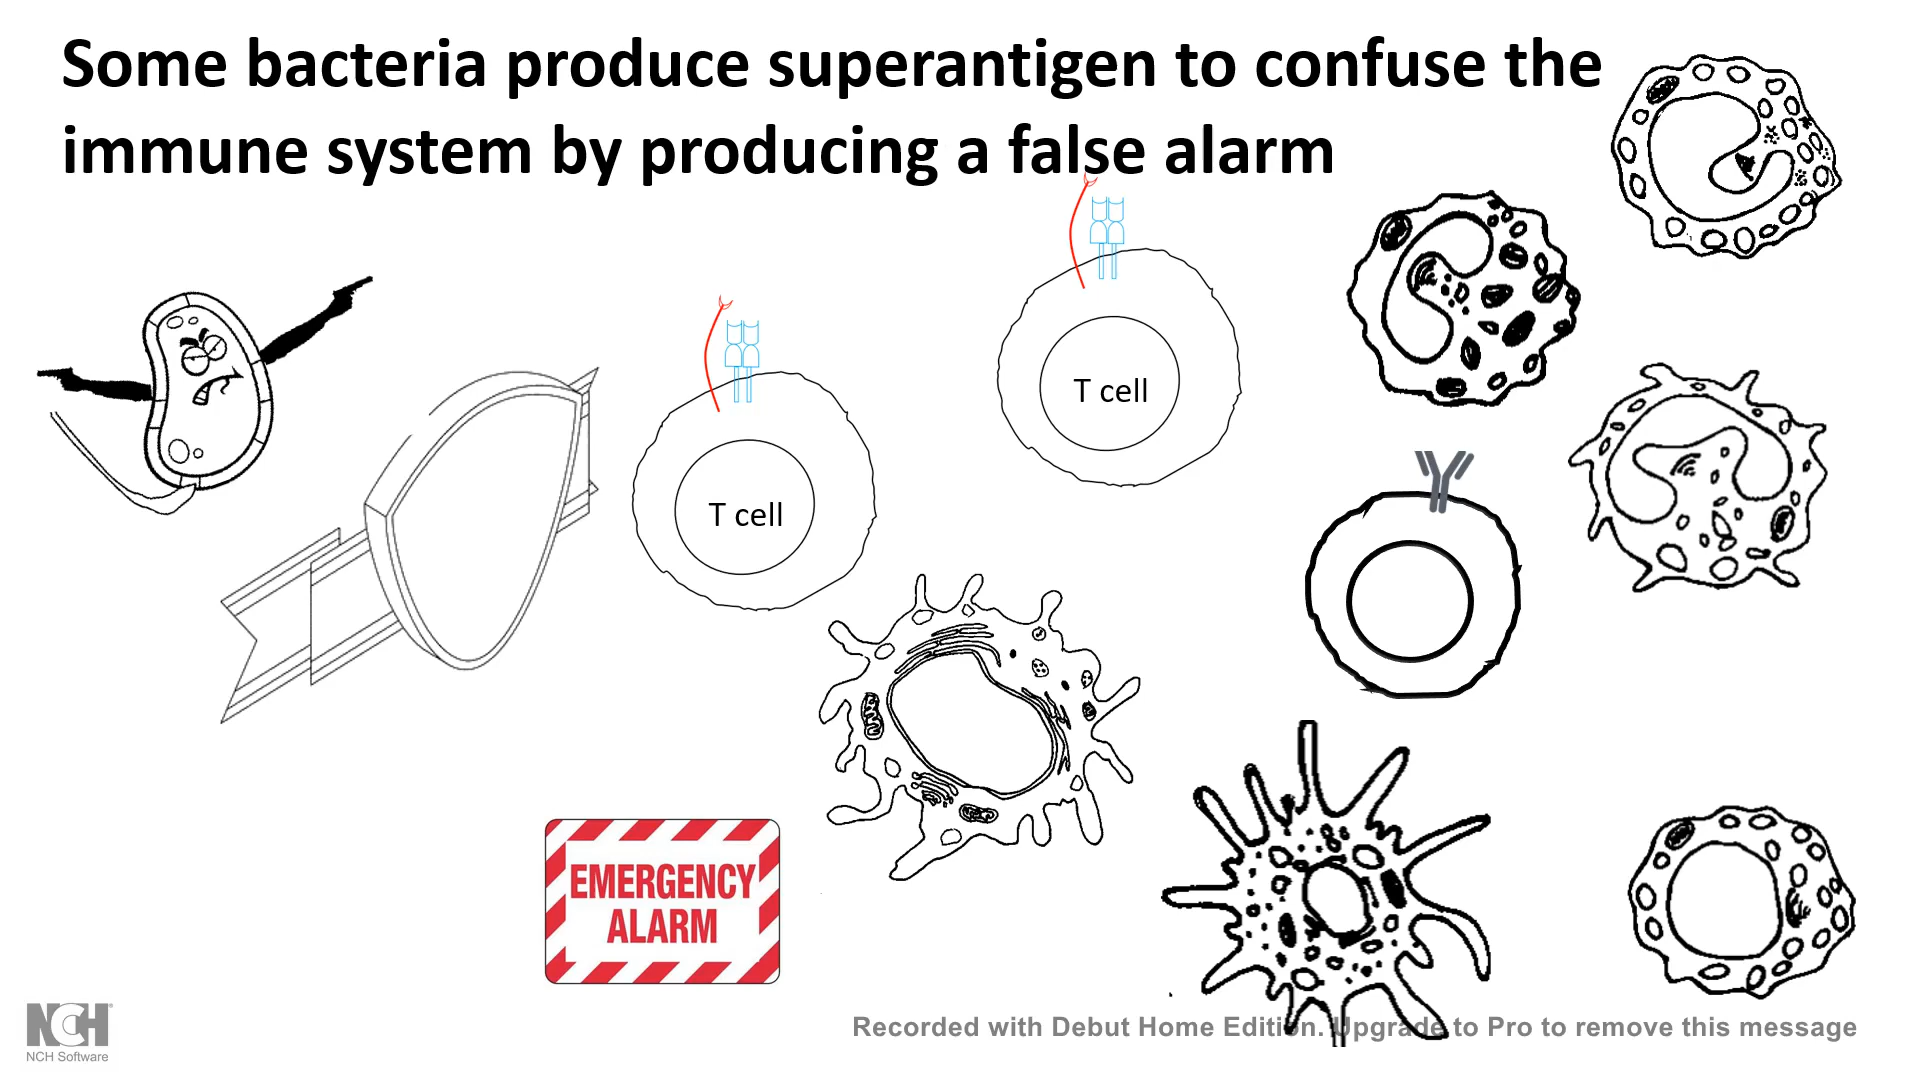 Some bacteria produce superantigen to confuse the
immune system by producing a false alarm
T cell
T cell
EMERGENCY
ALARM
NCH
NCH Software
Recorded with Debut Home Edition. Upgrade to Pro to remove this message